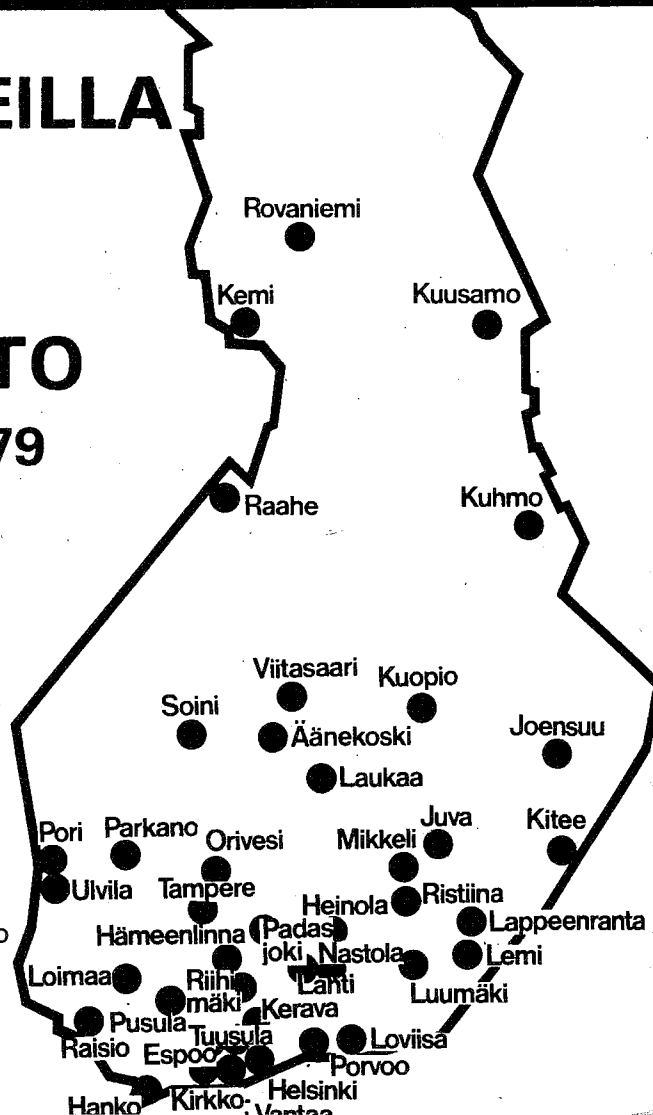 EILLA
Rovaniemi
Kemi
Kuusamo
TO
79
Raahe
Kuhmo
Viitasaari
Kuopio
Soini
Äänekoski
Joensuu
Laukaa
Pori
Parkano
Orivesi
Mikkeli
Juva
Kitee
Ulvila
Tampere
Heinola
Ristiina
Lappeenranta
Hämeenlinna
Padas
joki
Nastola
Lemi
Loimaa
Riihi
mäki
Lahti
Luumäki
Pusula
Kerava
Raisio
Tuusula
Loviisa
Espoo
Porvoo
Helsinki
Hanko
Kirkko-
Vantaa